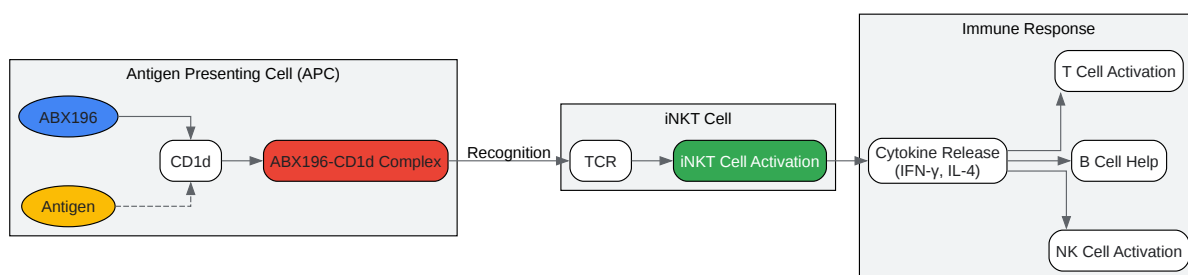 Antigen Presenting Cell (APC)
ABX196
Antigen
CD1d
ABX196-CD1d Complex
Recognition
iNKT Cell
TCR
iNKT Cell Activation
Immune Response
Cytokine Release
(IFN-γ, IL-4)
T Cell Activation
B Cell Help
NK Cell Activation